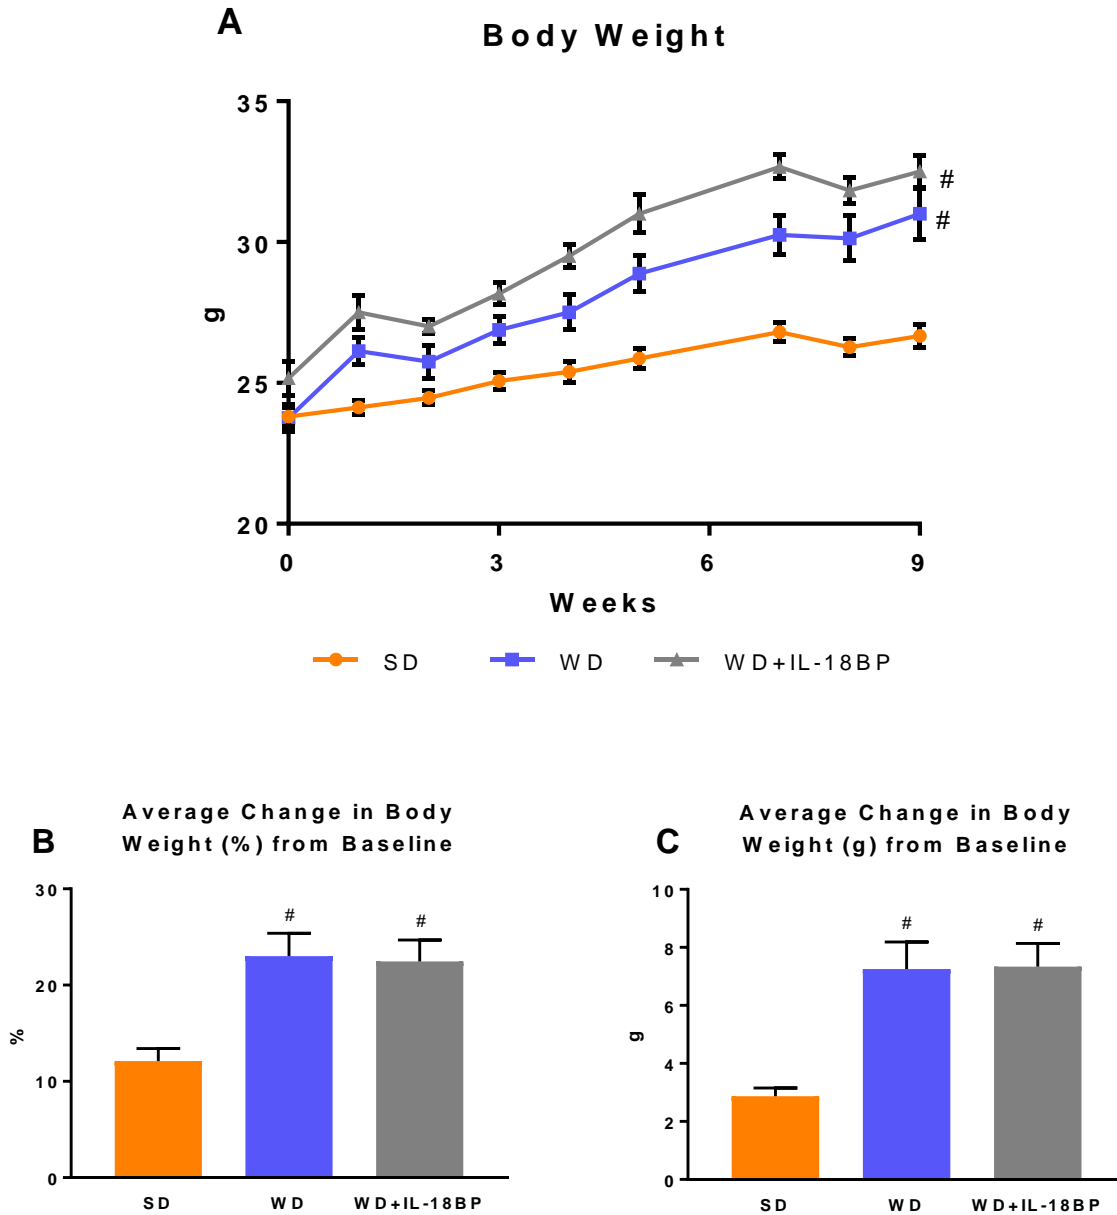 A
Body Weight
35
30
25
20
g
0 3 6 9
Weeks
#
#
SD WD WD+IL-18BP
B
Average Change in Body
Weight (%) from Baseline
30
20
10
0
%
#
#
SD WD WD+IL-18BP
C
Average Change in Body
Weight (g) from Baseline
10
8
6
4
2
0
g
#
#
SD WD WD+IL-18BP